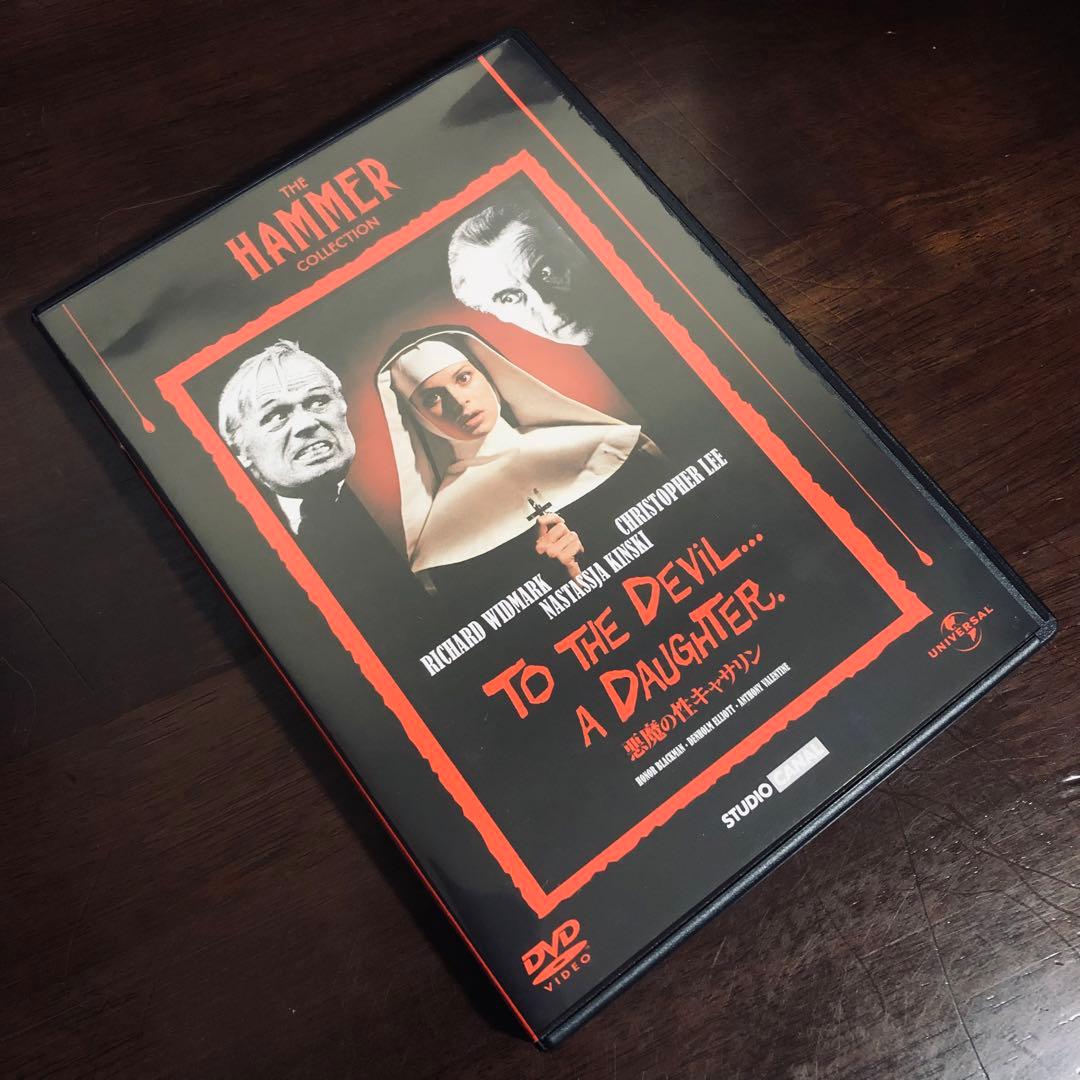 THE
HAMMER
COLLECTION
RICHARD WIDMARK
NASTASSJA KINSKI
CHRISTOPHER LEE
TO THE DEVIL...
A DAUGHTER.
悪魔の性キャサリン
HONOR BLACKMAN・DENHOLM ELLIOTT・ANTHONY VALENTINE
UNIVERSAL
STUDIO CANAL
DVD
VIDEO